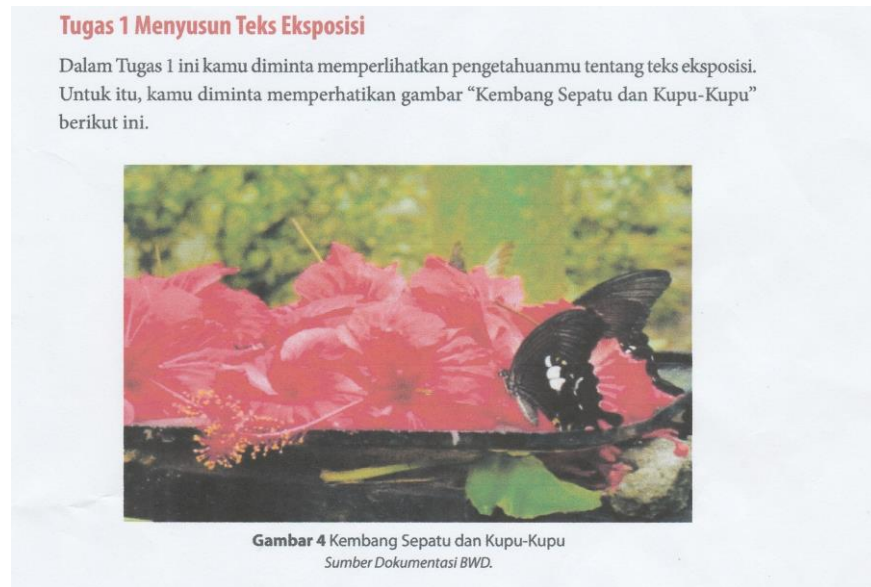 Tugas 1 Menyusun Teks Eksposisi
Dalam Tugas 1 ini kamu diminta memperlihatkan pengetahuanmu tentang teks eksposisi.
Untuk itu, kamu diminta memperhatikan gambar “Kembang Sepatu dan Kupu-Kupu”
berikut ini.
Gambar 4 Kembang Sepatu dan Kupu-Kupu
Sumber Dokumentasi BWD.